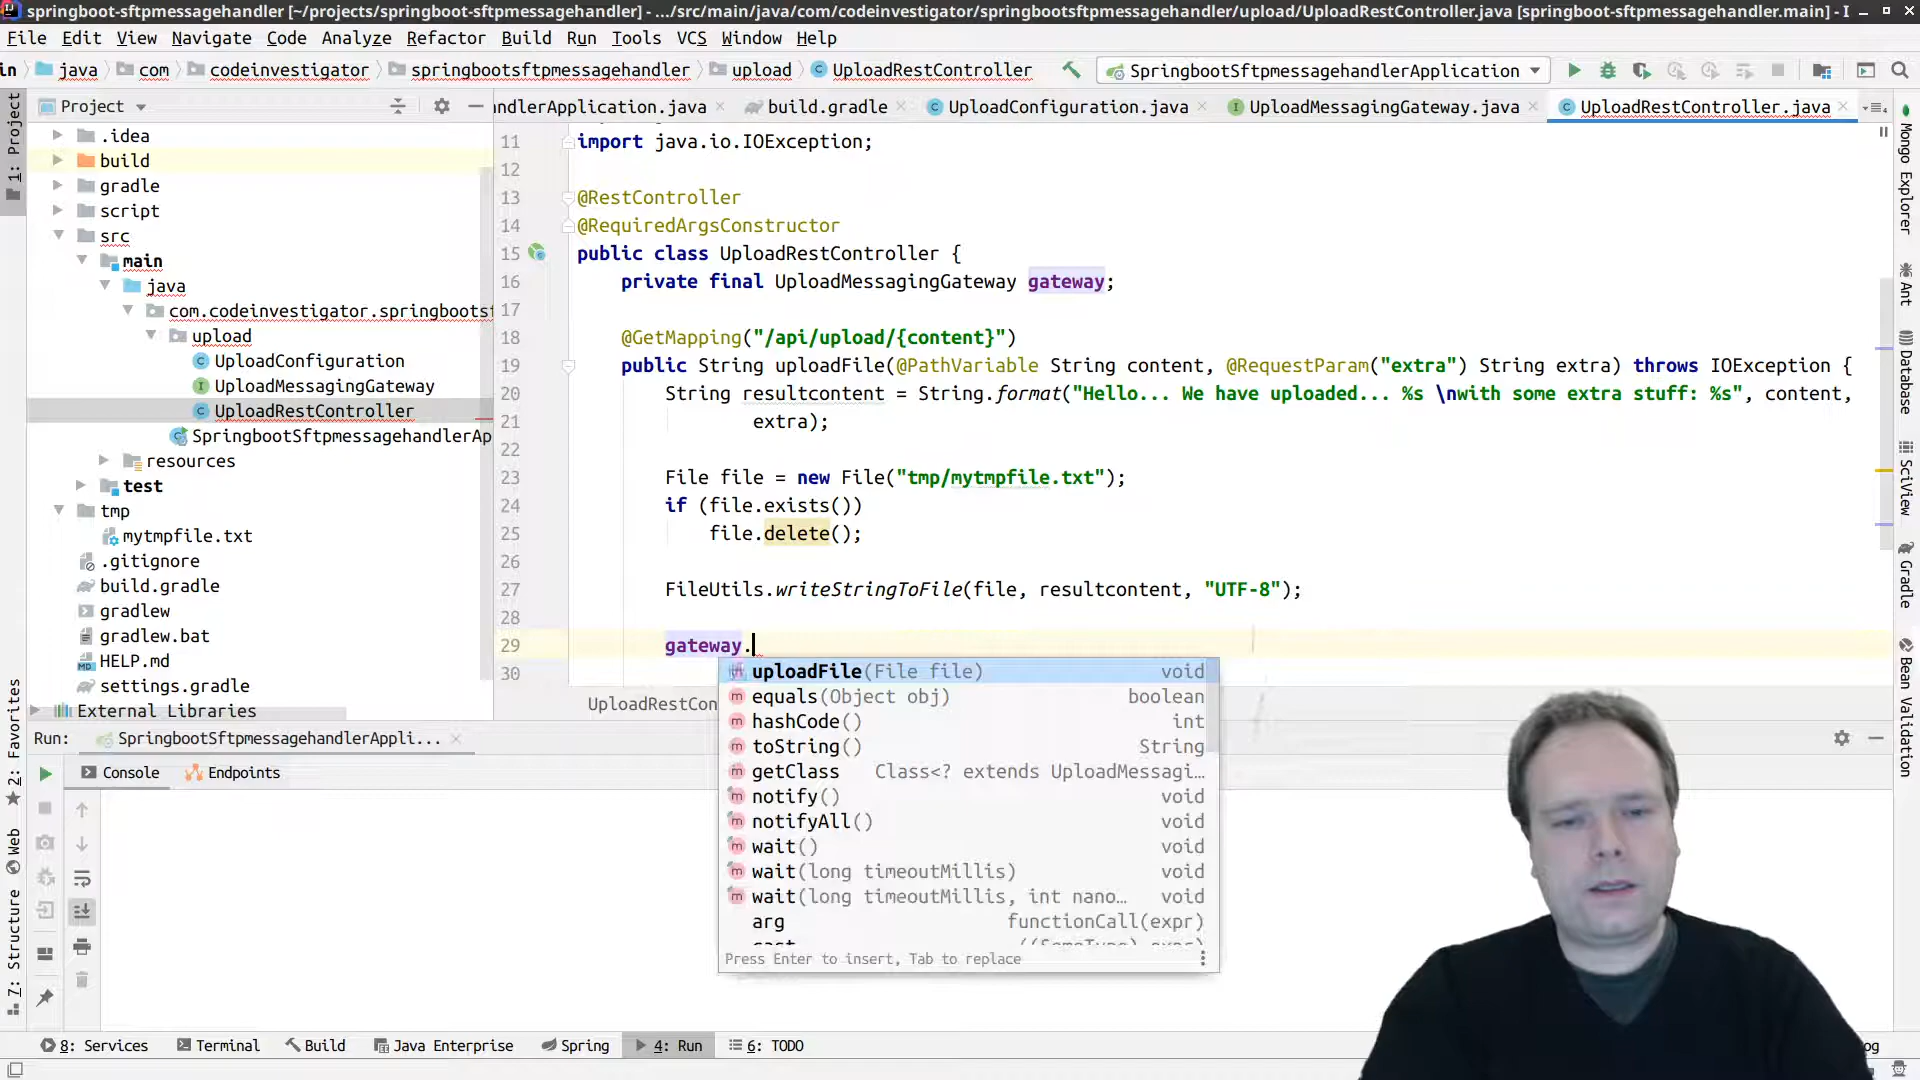 springboot-sftpmessagehandler [~/projects/springboot-sftpmessagehandler] - .../src/main/java/com/codeinvestigator/springbootsftpmessagehandler/upload/UploadRestController.java [springboot-sftpmessagehandler.main] - I
File Edit View Navigate Code Analyze Refactor Build Run Tools VCS Window Help
in java com codeinvestigator springbootsftpmessagehandler upload UploadRestController SpringbootSftpmessagehandlerApplication
Project
ndlerApplication.java build.gradle UploadConfiguration.java UploadMessagingGateway.java UploadRestController.java
1: Project
2: Favorites
Web
7: Structure
.idea
build
gradle
script
src
main
java
com.codeinvestigator.springbootsf
upload
UploadConfiguration
UploadMessagingGateway
UploadRestController
SpringbootSftpmessagehandlerAp
resources
test
tmp
mytmpfile.txt
.gitignore
build.gradle
gradlew
gradlew.bat
HELP.md
settings.gradle
External Libraries
11 import java.io.IOException;
12
13 @RestController
14 @RequiredArgsConstructor
15 public class UploadRestController {
16 private final UploadMessagingGateway gateway;
17
18 @GetMapping("/api/upload/{content}")
19 public String uploadFile(@PathVariable String content, @RequestParam("extra") String extra) throws IOException {
20 String resultcontent = String.format("Hello... We have uploaded... %s \nwith some extra stuff: %s", content,
21 extra);
22
23 File file = new File("tmp/mytmpfile.txt");
24 if (file.exists())
25 file.delete();
26
27 FileUtils.writeStringToFile(file, resultcontent, "UTF-8");
28
29 gateway.
30
UploadRestCon
uploadFile(File file) void
equals(Object obj) boolean
hashCode() int
toString() String
getClass Class<? extends UploadMessagi…
notify() void
notifyAll() void
wait() void
wait(long timeoutMillis) void
wait(long timeoutMillis, int nano… void
arg functionCall(expr)
cast ((SomeType) expr)
Press Enter to insert, Tab to replace
Mongo Explorer
Ant
Database
SciView
Gradle
Bean Validation
Run: SpringbootSftpmessagehandlerAppli...
Console Endpoints
8: Services Terminal Build Java Enterprise Spring 4: Run 6: TODO
og